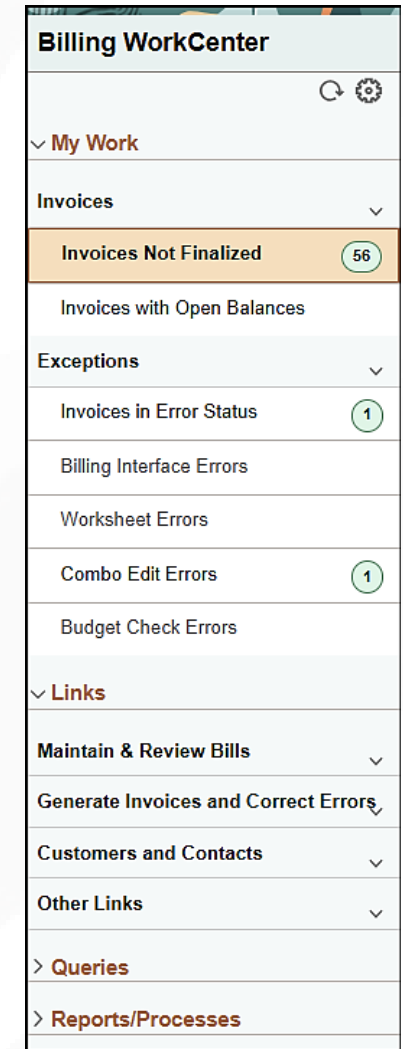 Billing WorkCenter
My Work
Invoices
Invoices Not Finalized 56
Invoices with Open Balances
Exceptions
Invoices in Error Status 1
Billing Interface Errors
Worksheet Errors
Combo Edit Errors 1
Budget Check Errors
Links
Maintain & Review Bills
Generate Invoices and Correct Errors
Customers and Contacts
Other Links
Queries
Reports/Processes